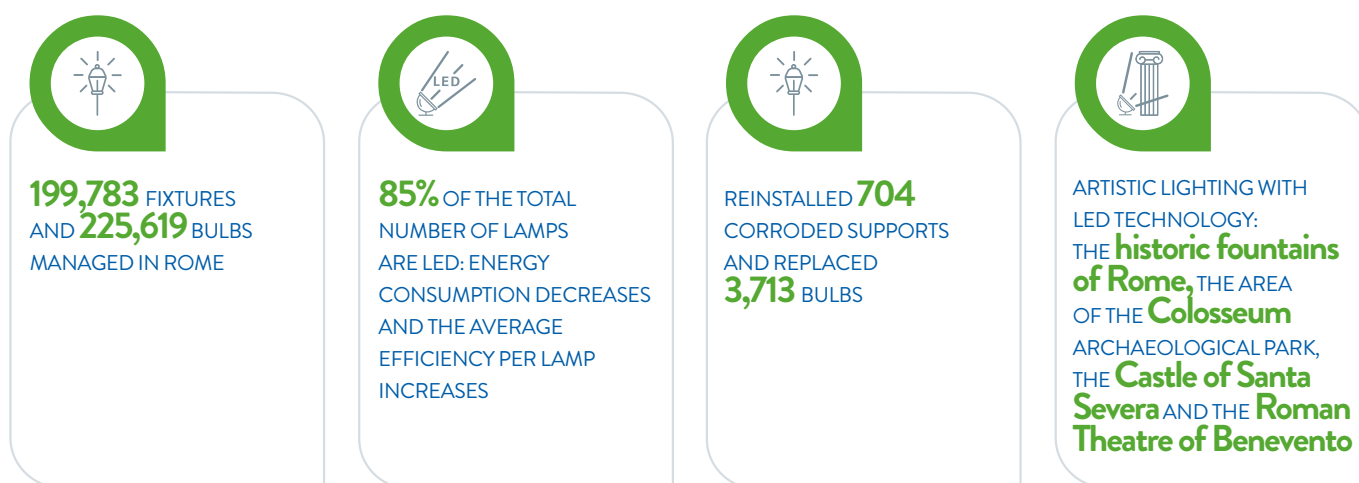 199,783 FIXTURES
AND 225,619 BULBS
MANAGED IN ROME
LED
85% OF THE TOTAL
NUMBER OF LAMPS
ARE LED: ENERGY
CONSUMPTION DECREASES
AND THE AVERAGE
EFFICIENCY PER LAMP
INCREASES
REINSTALLED 704
CORRODED SUPPORTS
AND REPLACED
3,713 BULBS
ARTISTIC LIGHTING WITH
LED TECHNOLOGY:
THE historic fountains
of Rome, THE AREA
OF THE Colosseum
ARCHAEOLOGICAL PARK,
THE Castle of Santa
Severa AND THE Roman
Theatre of Benevento